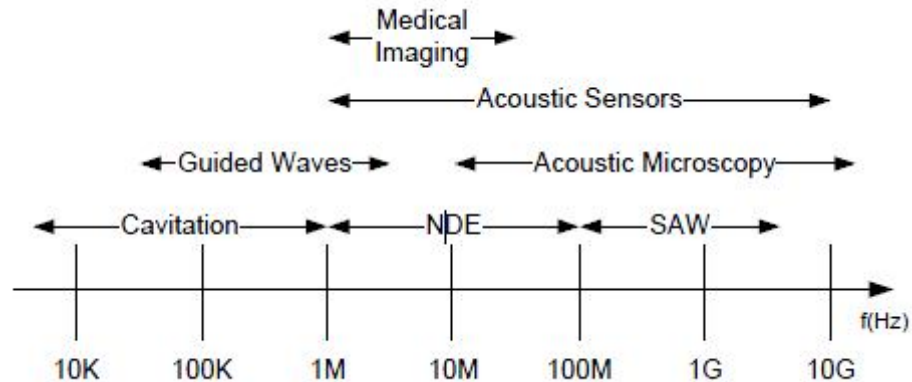 Medical
Imaging
Acoustic Sensors
Guided Waves Acoustic Microscopy
Cavitation NDE SAW
f(Hz)
10K 100K 1M 10M 100M 1G 10G